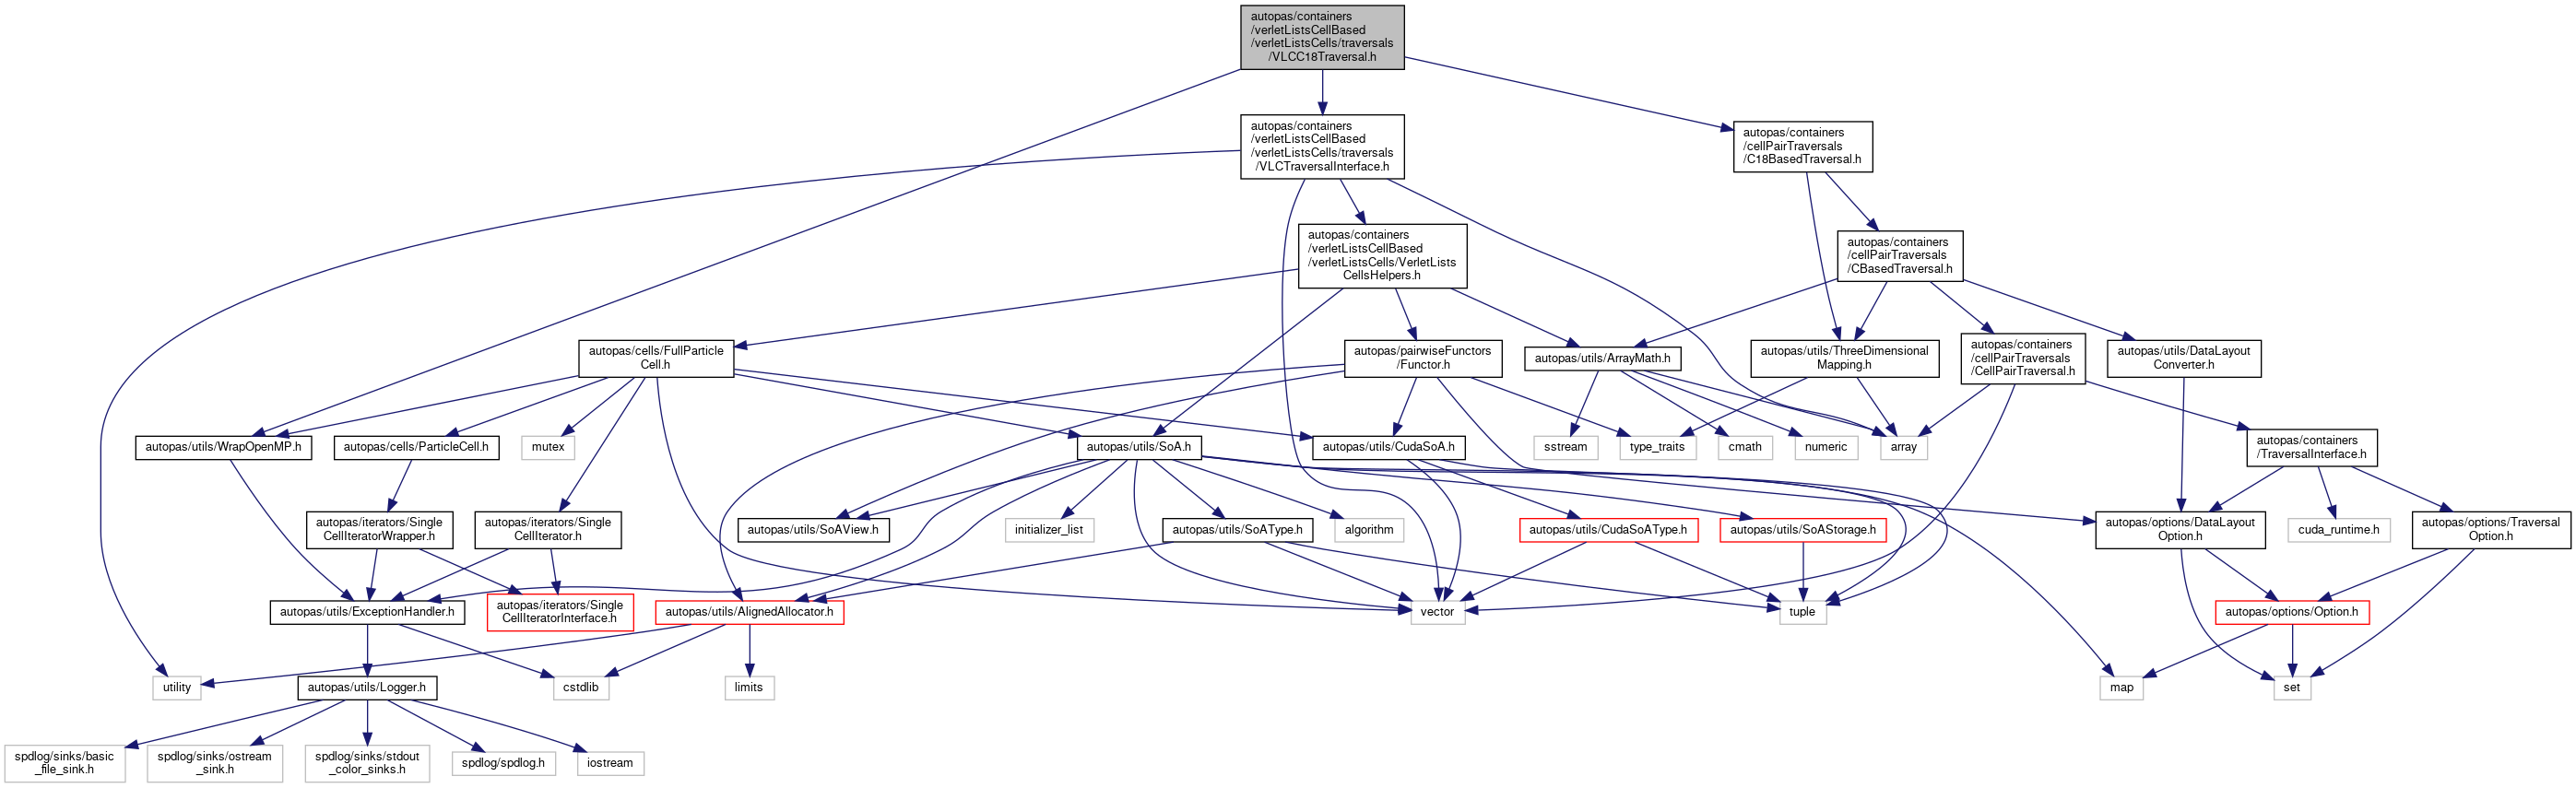 autopas/containers
/verletListsCellBased
/verletListsCells/traversals
/VLCC18Traversal.h
autopas/containers
/verletListsCellBased
/verletListsCells/traversals
/VLCTraversalInterface.h
autopas/containers
/cellPairTraversals
/C18BasedTraversal.h
autopas/containers
/verletListsCellBased
/verletListsCells/VerletLists
CellsHelpers.h
autopas/containers
/cellPairTraversals
/CBasedTraversal.h
autopas/cells/FullParticle
Cell.h
autopas/pairwiseFunctors
/Functor.h
autopas/utils/ArrayMath.h
autopas/utils/ThreeDimensional
Mapping.h
autopas/containers
/cellPairTraversals
/CellPairTraversal.h
autopas/utils/DataLayout
Converter.h
autopas/utils/WrapOpenMP.h
autopas/cells/ParticleCell.h
mutex
autopas/utils/SoA.h
autopas/utils/CudaSoA.h
sstream
type_traits
cmath
numeric
array
autopas/containers
/TraversalInterface.h
autopas/iterators/Single
CellIteratorWrapper.h
autopas/iterators/Single
CellIterator.h
autopas/utils/SoAView.h
initializer_list
autopas/utils/SoAType.h
algorithm
autopas/utils/CudaSoAType.h
autopas/utils/SoAStorage.h
autopas/options/DataLayout
Option.h
cuda_runtime.h
autopas/options/Traversal
Option.h
autopas/utils/ExceptionHandler.h
autopas/iterators/Single
CellIteratorInterface.h
autopas/utils/AlignedAllocator.h
vector
tuple
autopas/options/Option.h
utility
autopas/utils/Logger.h
cstdlib
limits
map
set
spdlog/sinks/basic
_file_sink.h
spdlog/sinks/ostream
_sink.h
spdlog/sinks/stdout
_color_sinks.h
spdlog/spdlog.h
iostream